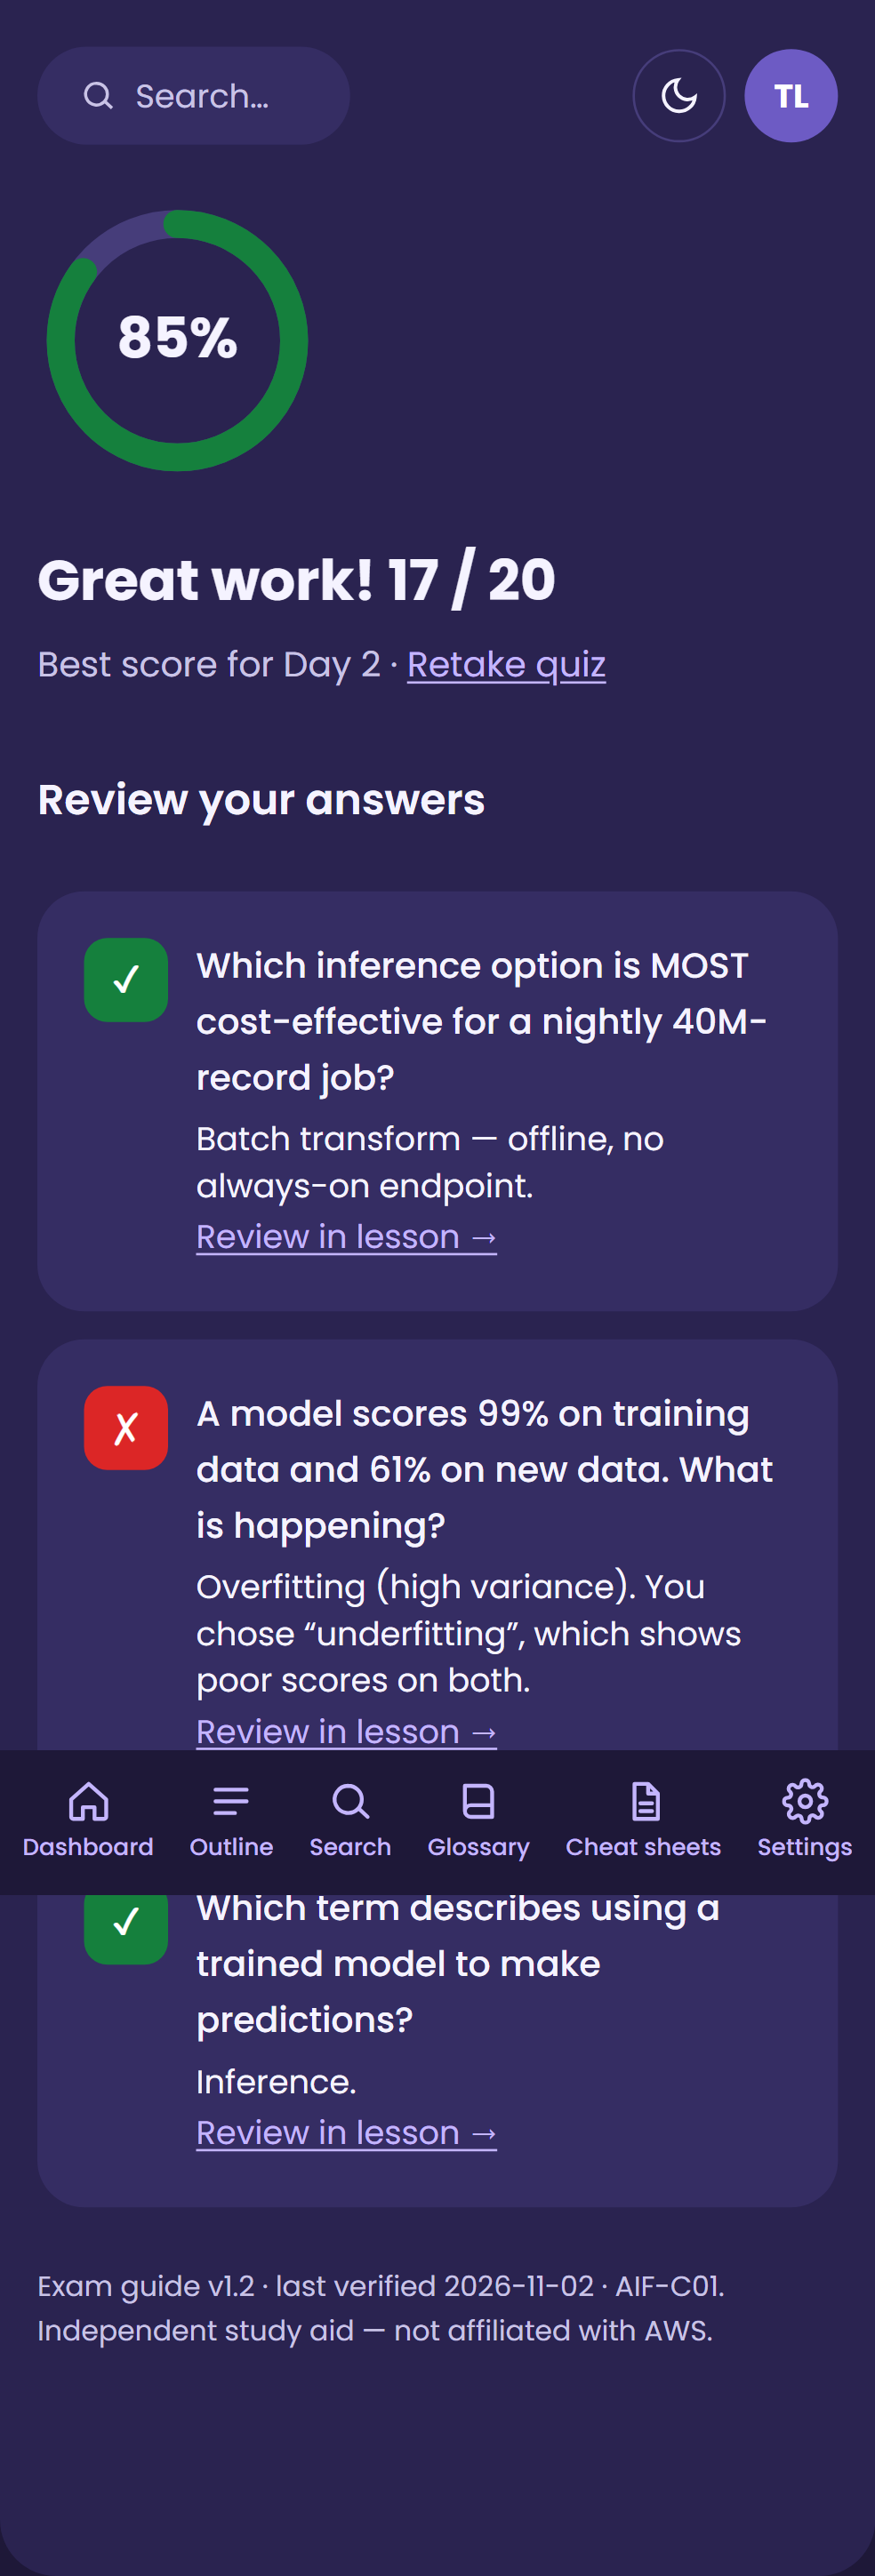 Search...
TL
85%
Great work! 17 / 20
Best score for Day 2 · Retake quiz
Review your answers
✓
Which inference option is MOST
cost-effective for a nightly 40M-
record job?
Batch transform — offline, no
always-on endpoint.
Review in lesson →
✗
A model scores 99% on training
data and 61% on new data. What
is happening?
Overfitting (high variance). You
chose “underfitting”, which shows
poor scores on both.
Review in lesson →
Dashboard Outline Search Glossary Cheat sheets Settings
✓
Which term describes using a
trained model to make
predictions?
Inference.
Review in lesson →
Exam guide v1.2 · last verified 2026-11-02 · AIF-C01.
Independent study aid — not affiliated with AWS.